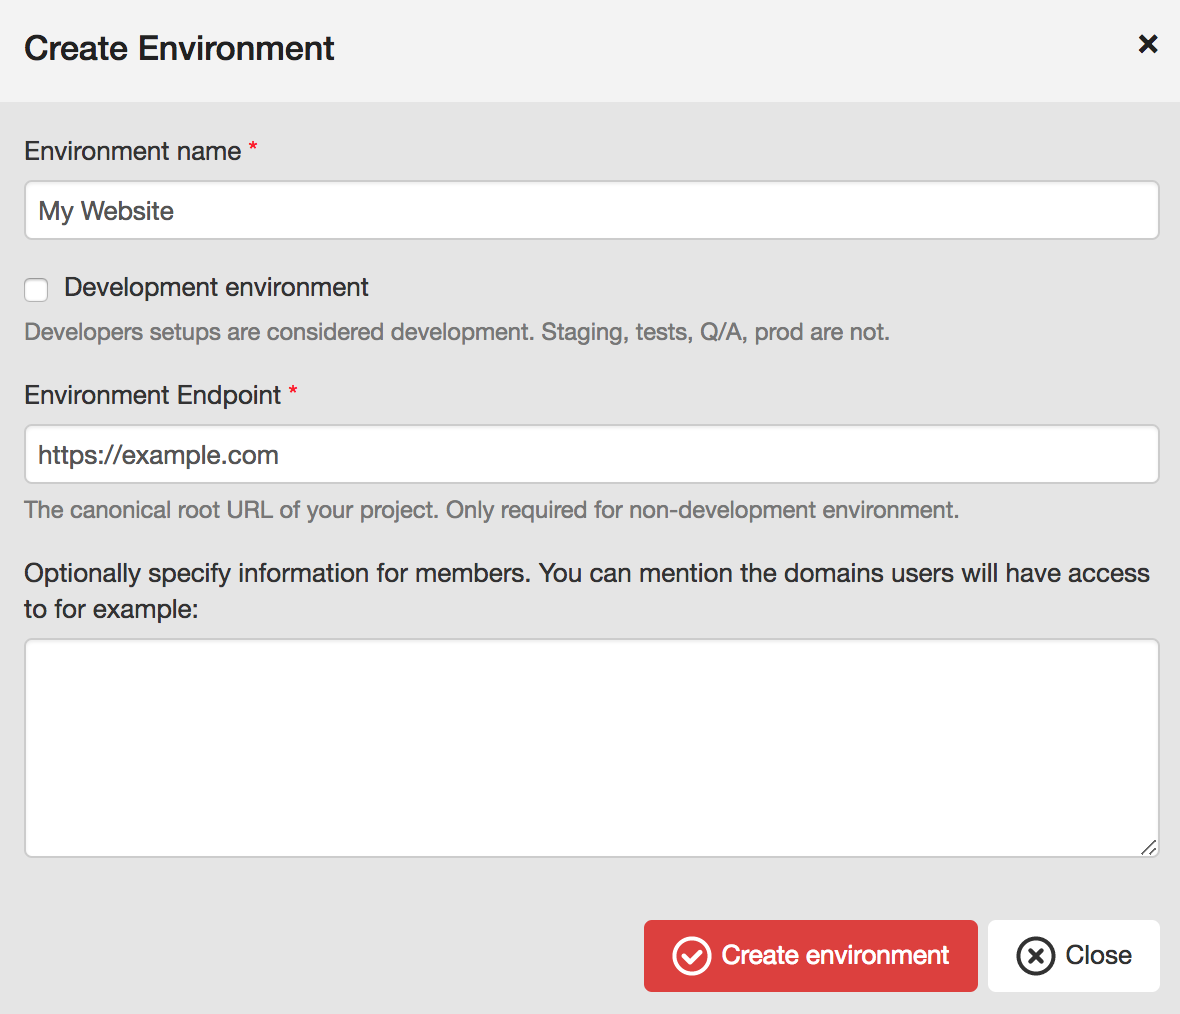 Create Environment
Environment name *
My Website
Development environment
Developers setups are considered development. Staging, tests, Q/A, prod are not.
Environment Endpoint *
https://example.com
The canonical root URL of your project. Only required for non-development environment.
Optionally specify information for members. You can mention the domains users will have access
to for example:
Create environment
Close